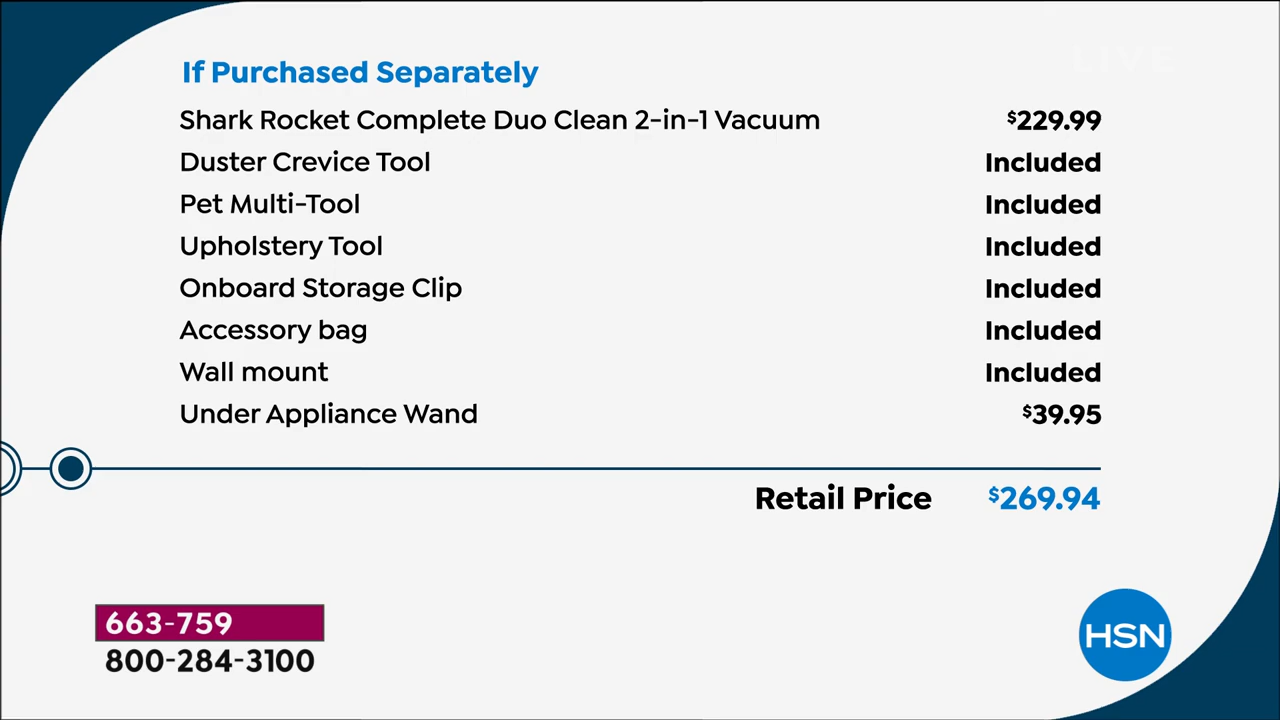 LIVE
If Purchased Separately
Shark Rocket Complete Duo Clean 2-in-1 Vacuum $229.99
Duster Crevice Tool Included
Pet Multi-Tool Included
Upholstery Tool Included
Onboard Storage Clip Included
Accessory bag Included
Wall mount Included
Under Appliance Wand $39.95
Retail Price $269.94
663-759
800-284-3100
HSN